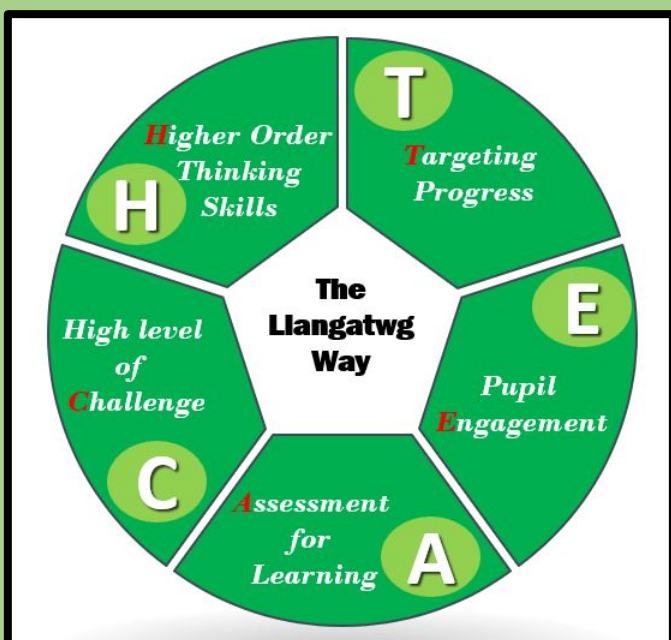 T
Targeting
Progress
E
Pupil
Engagement
Assessment
for
Learning
A
High level
of
Challenge
C
Higher Order
Thinking
Skills
H
The
Llangatwg
Way